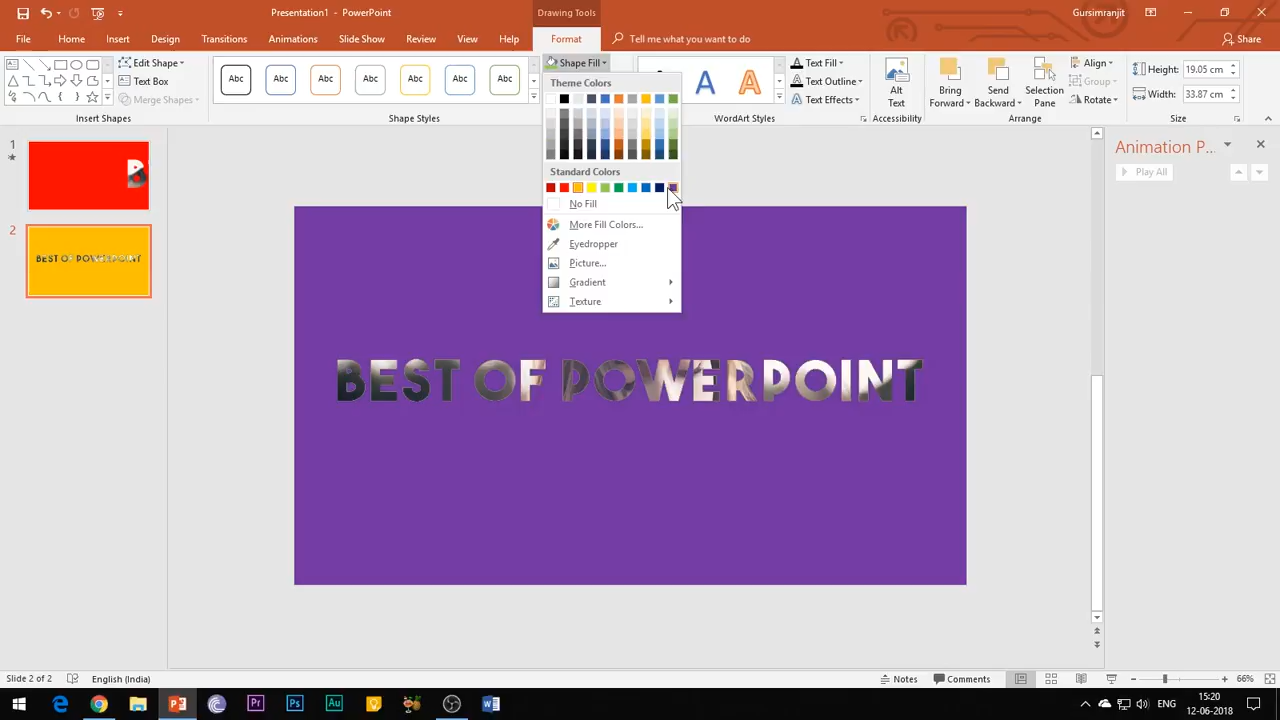 Presentation1 - PowerPoint
Drawing Tools
Gursimranjit
File
Home
Insert
Design
Transitions
Animations
Slide Show
Review
View
Help
Format
Tell me what you want to do
Share
Edit Shape
Text Box
Merge Shapes
Insert Shapes
Abc
Abc
Abc
Abc
Abc
Abc
Abc
Shape Styles
Shape Fill
A
A
Text Fill
Text Outline
Text Effects
WordArt Styles
Alt
Text
Accessibility
Bring
Forward
Send
Backward
Selection
Pane
Align
Group
Rotate
Arrange
Height:
19.05 cm
Width:
33.87 cm
Size
Theme Colors
Standard Colors
No Fill
More Fill Colors...
Eyedropper
Picture...
Gradient
Texture
1
B
2
BEST OF POWERPOINT
BEST OF POWERPOINT
Animation P...
Play All
Slide 2 of 2
English (India)
Notes
Comments
66%
15:20
ENG
12-06-2018